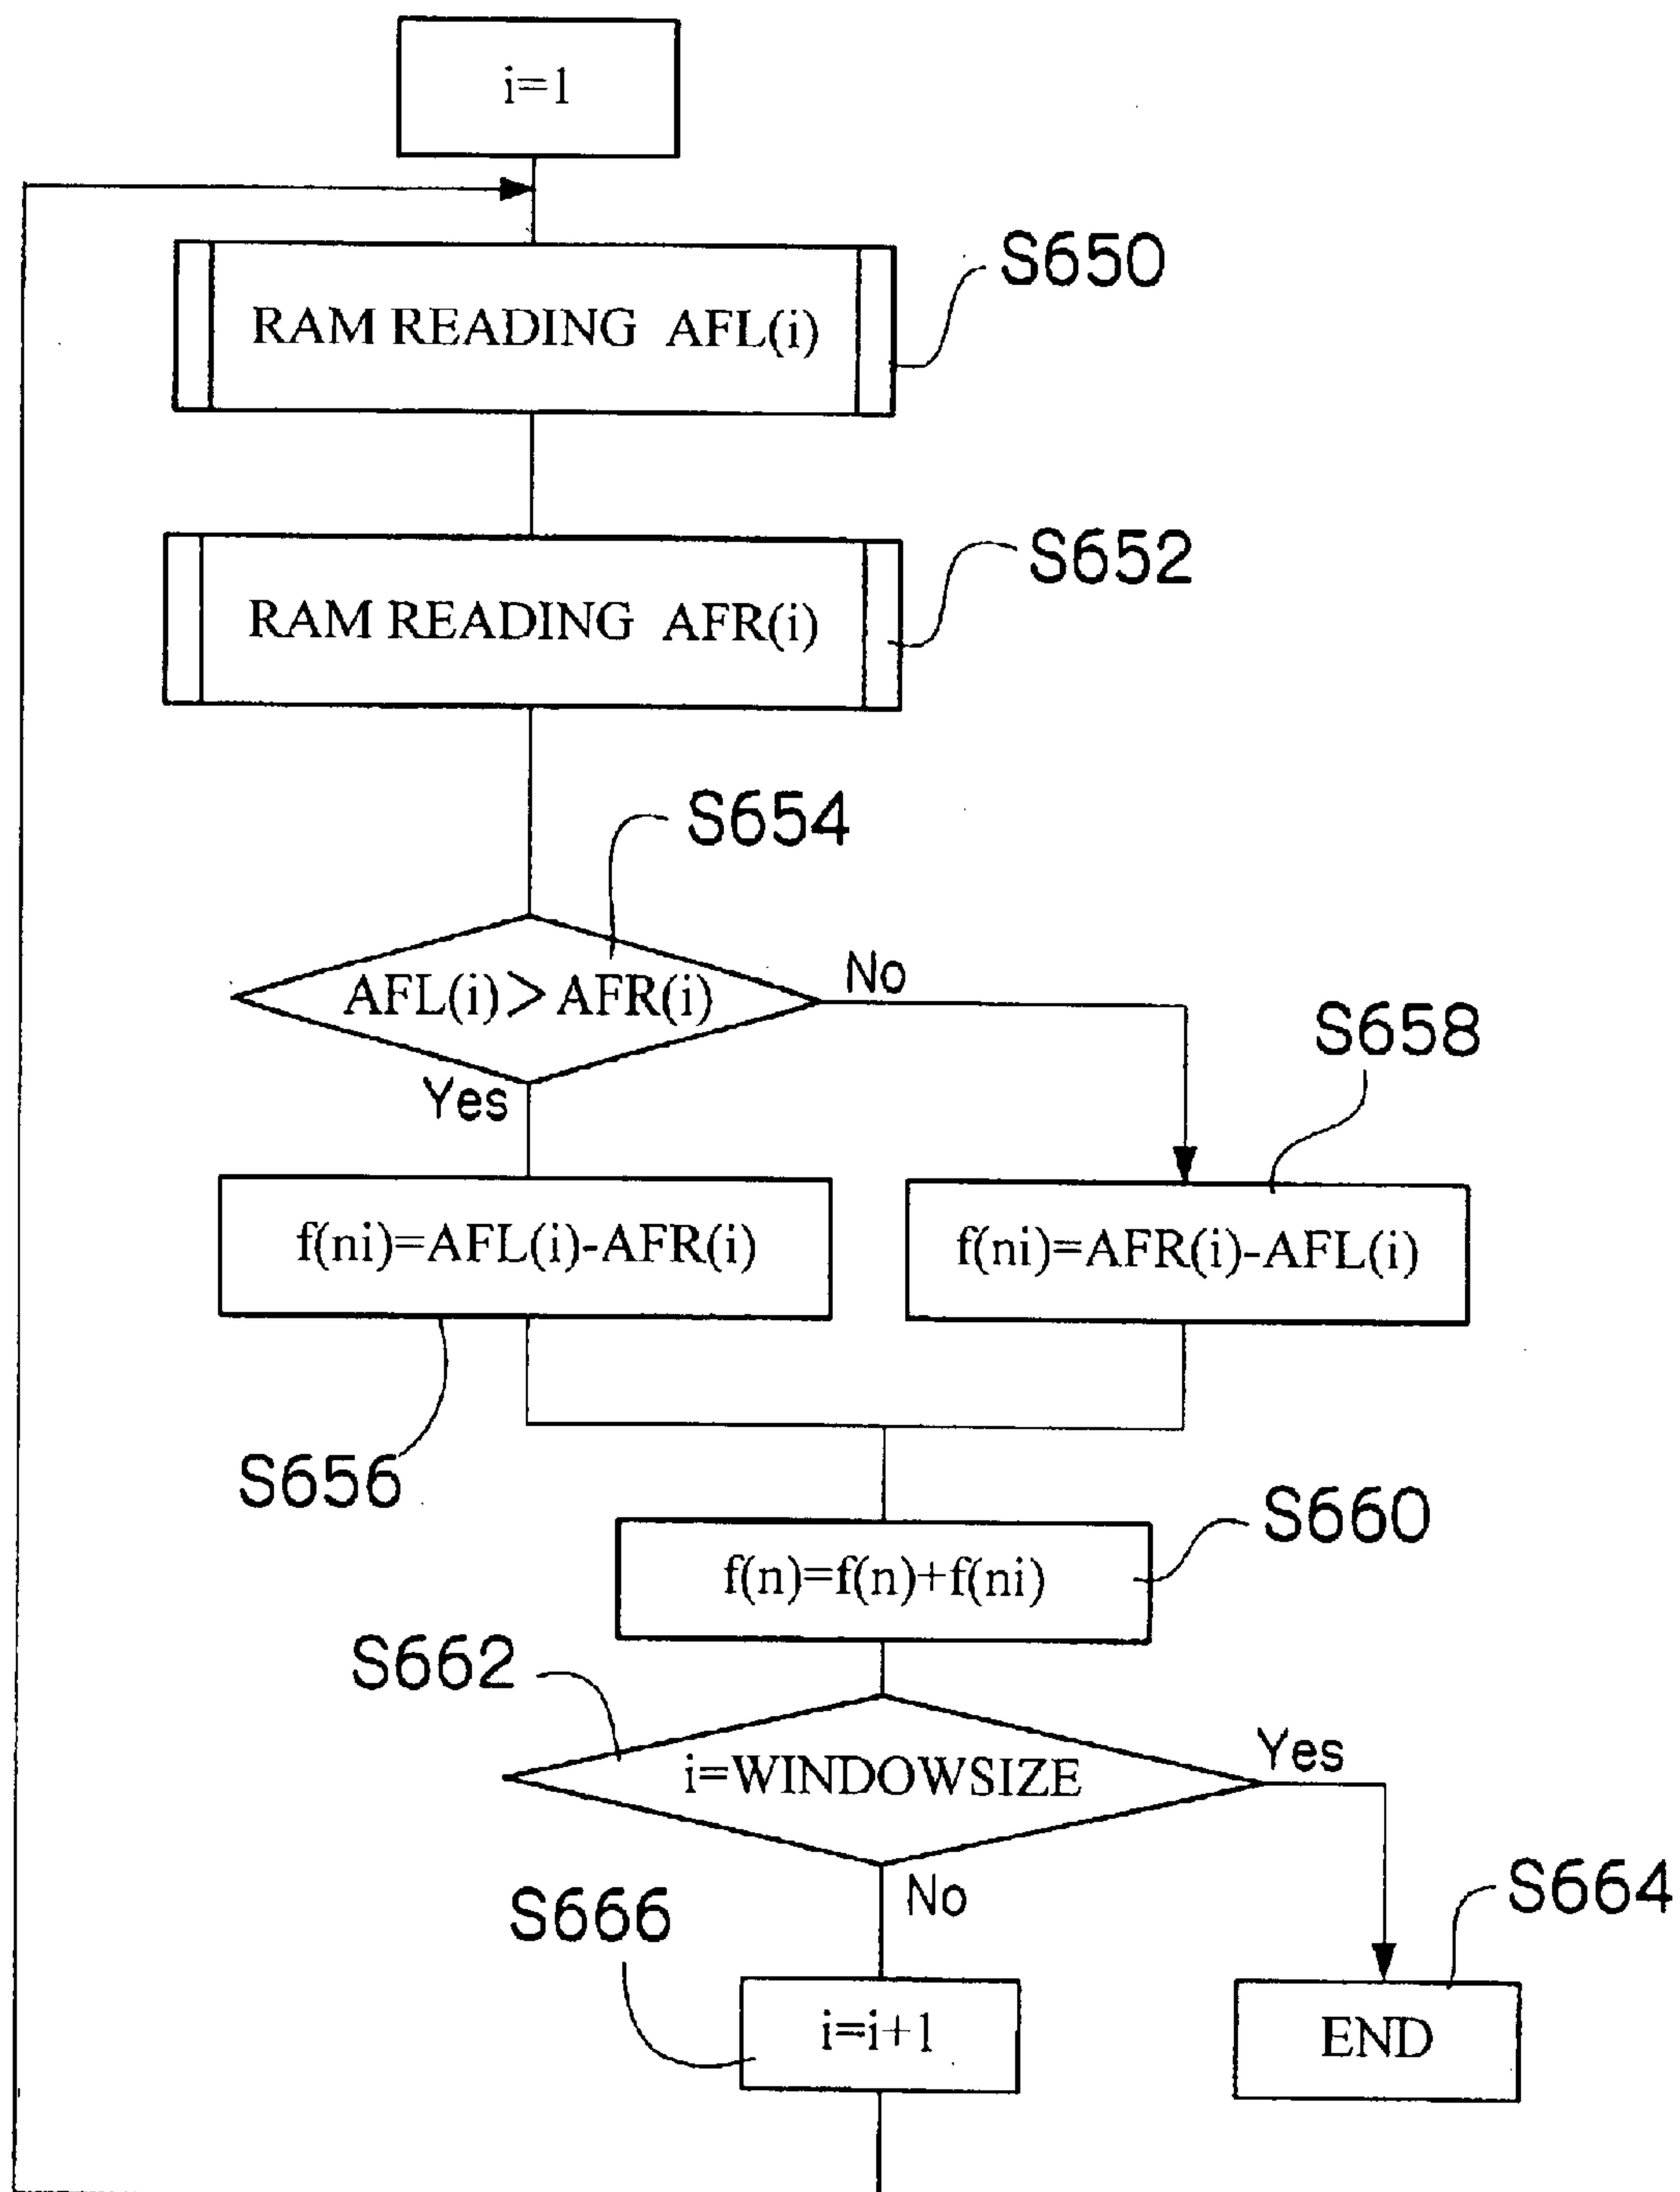 i=1
S650
RAM READING AFL(i)
S652
RAM READING AFR(i)
S654
AFL(i)>AFR(i)
No
Yes
S658
f(ni)=AFL(i)-AFR(i)
f(ni)=AFR(i)-AFL(i)
S656
S660
f(n)=f(n)+f(ni)
S662
i=WINDOWSIZE
Yes
No
S664
S666
i=i+1
END